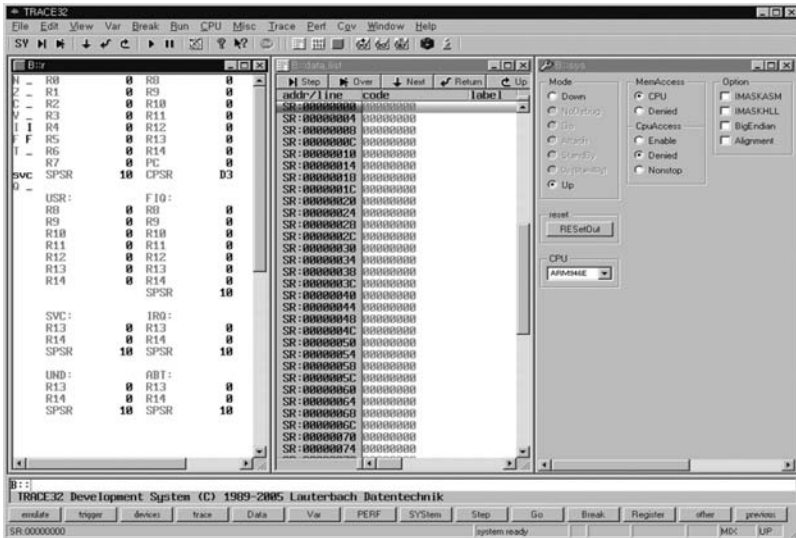 TRACE32
File Edit View Var Break Run CPU Misc Trace Perf Cov Window Help
B::r
N _ R0 0 R8 0
Z _ R1 0 R9 0
C _ R2 0 R10 0
V _ R3 0 R11 0
I I R4 0 R12 0
F F R5 0 R13 0
T _ R6 0 R14 0
R7 0 PC 0
svc SPSR 10 CPSR D3
Q _
USR: FIQ:
R8 0 R8 0
R9 0 R9 0
R10 0 R10 0
R11 0 R11 0
R12 0 R12 0
R13 0 R13 0
R14 0 R14 0
SPSR 10
SVC: IRQ:
R13 0 R13 0
R14 0 R14 0
SPSR 10 SPSR 10
UND: ABT:
R13 0 R13 0
R14 0 R14 0
SPSR 10 SPSR 10
B::data.list
Step Over Next Return Up
addr/line code label
SR:00000000 00000000
SR:00000004 00000000
SR:00000008 00000000
SR:0000000C 00000000
SR:00000010 00000000
SR:00000014 00000000
SR:00000018 00000000
SR:0000001C 00000000
SR:00000020 00000000
SR:00000024 00000000
SR:00000028 00000000
SR:0000002C 00000000
SR:00000030 00000000
SR:00000034 00000000
SR:00000038 00000000
SR:0000003C 00000000
SR:00000040 00000000
SR:00000044 00000000
SR:00000048 00000000
SR:0000004C 00000000
SR:00000050 00000000
SR:00000054 00000000
SR:00000058 00000000
SR:0000005C 00000000
SR:00000060 00000000
SR:00000064 00000000
SR:00000068 00000000
SR:0000006C 00000000
SR:00000070 00000000
SR:00000074 00000000
B::sys
Mode
Down
NoDebug
Go
Attach
StandBy
Up
reset
RESetOut
CPU
ARM946E
MemAccess
CPU
Denied
CpuAccess
Enable
Denied
Nonstop
Option
IMASKASM
IMASKHLL
BigEndian
Alignment
B::
TRACE32 Development System (C) 1989-2005 Lauterbach Datentechnik
emulate trigger devices trace Data Var PERF SYStem Step Go Break Register other previous
SR:00000000 system ready MIX UP